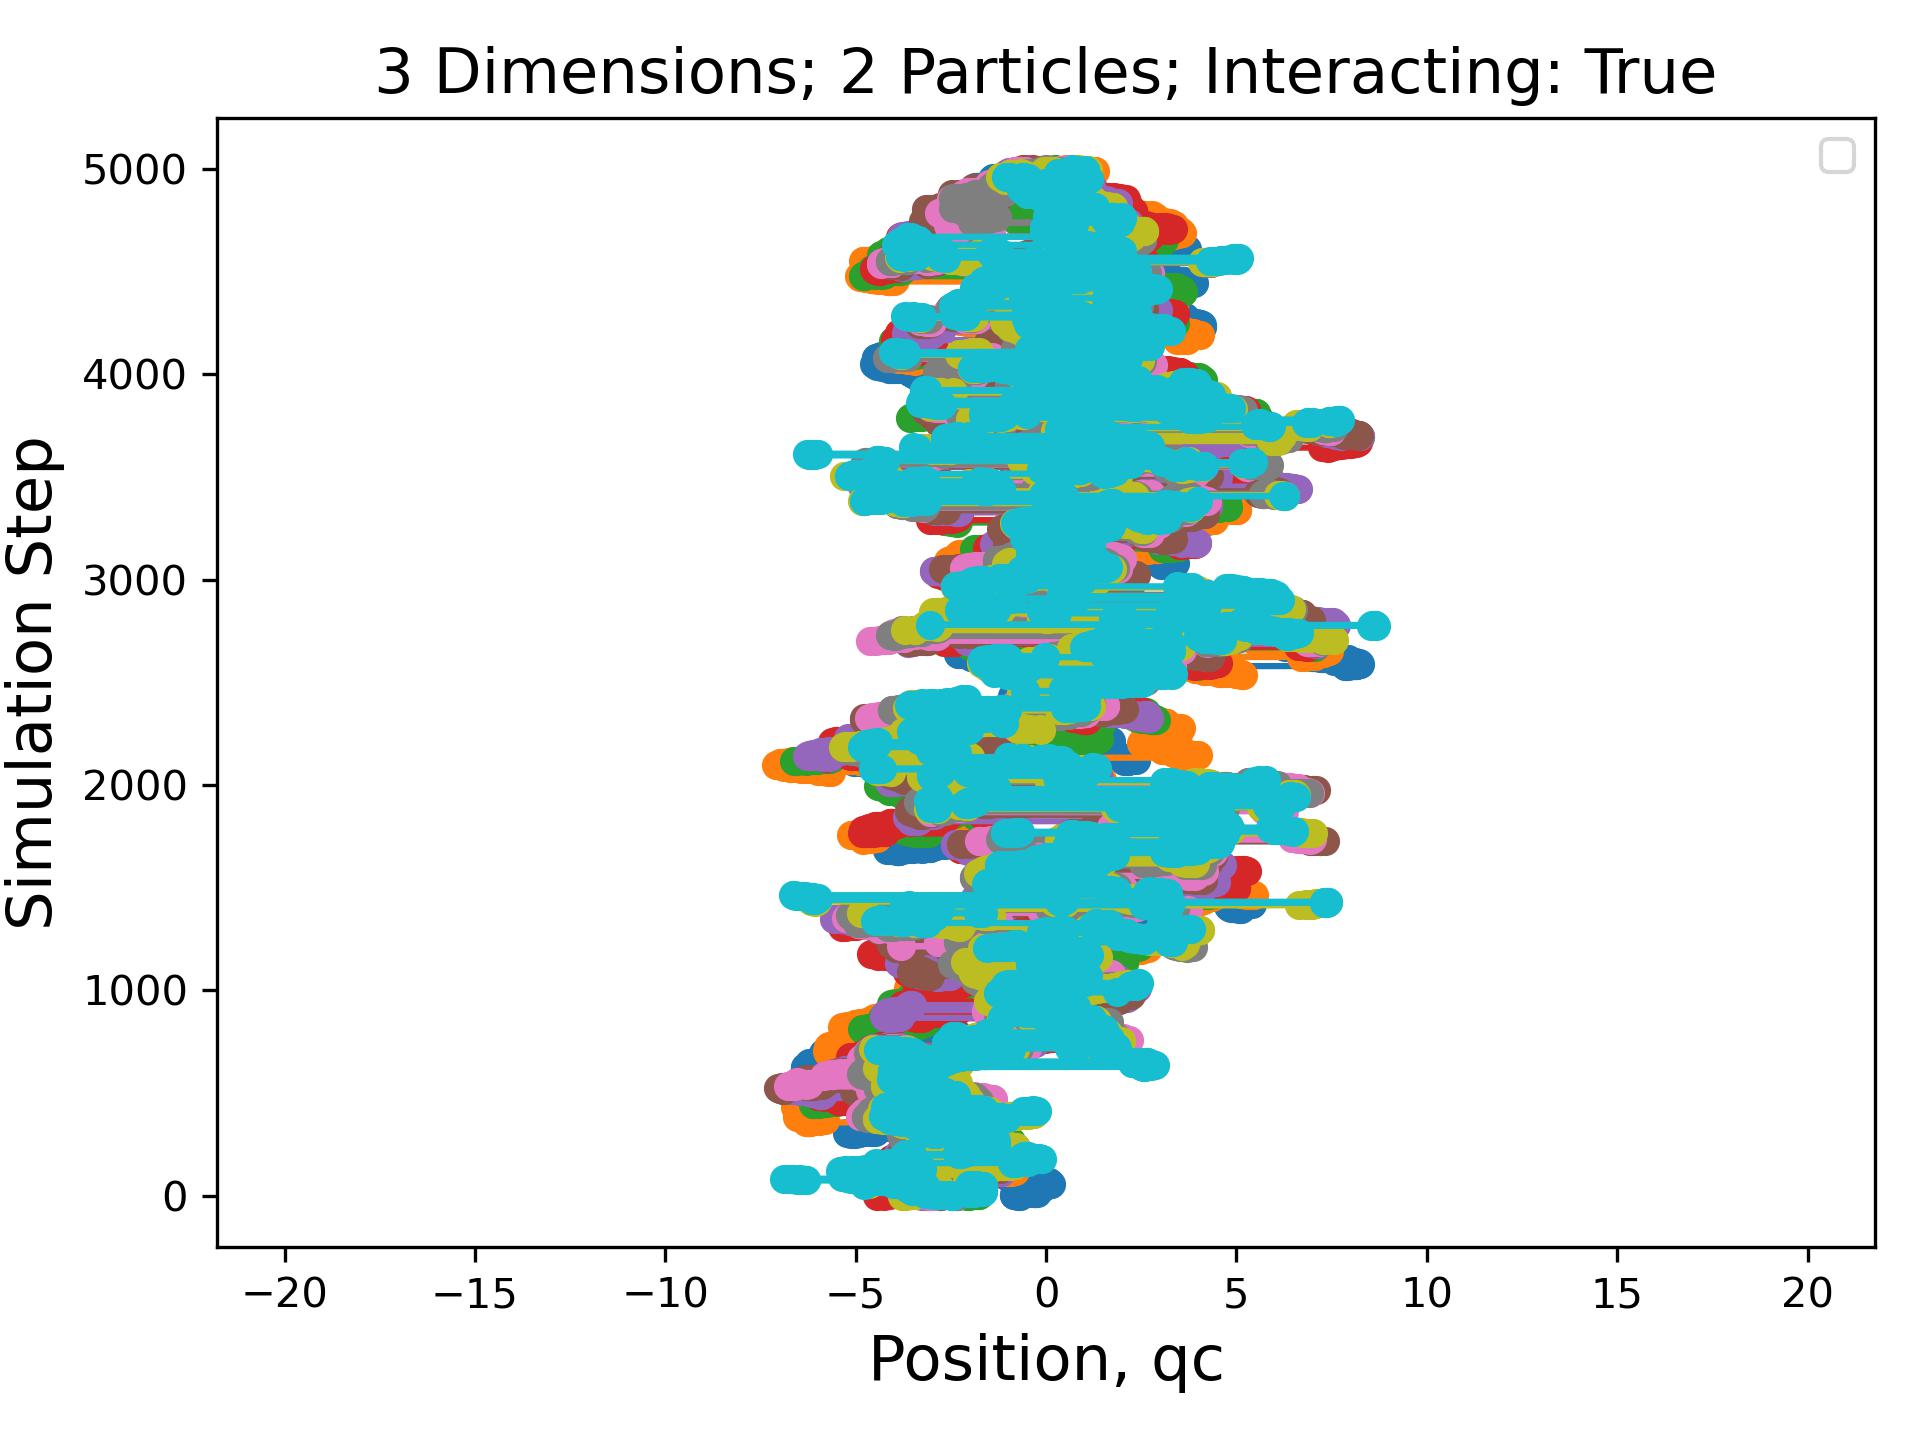 3 Dimensions; 2 Particles; Interacting: True
Simulation Step
5000
4000
3000
2000
1000
0
−20 −15 −10 −5 0 5 10 15 20
Position, qc